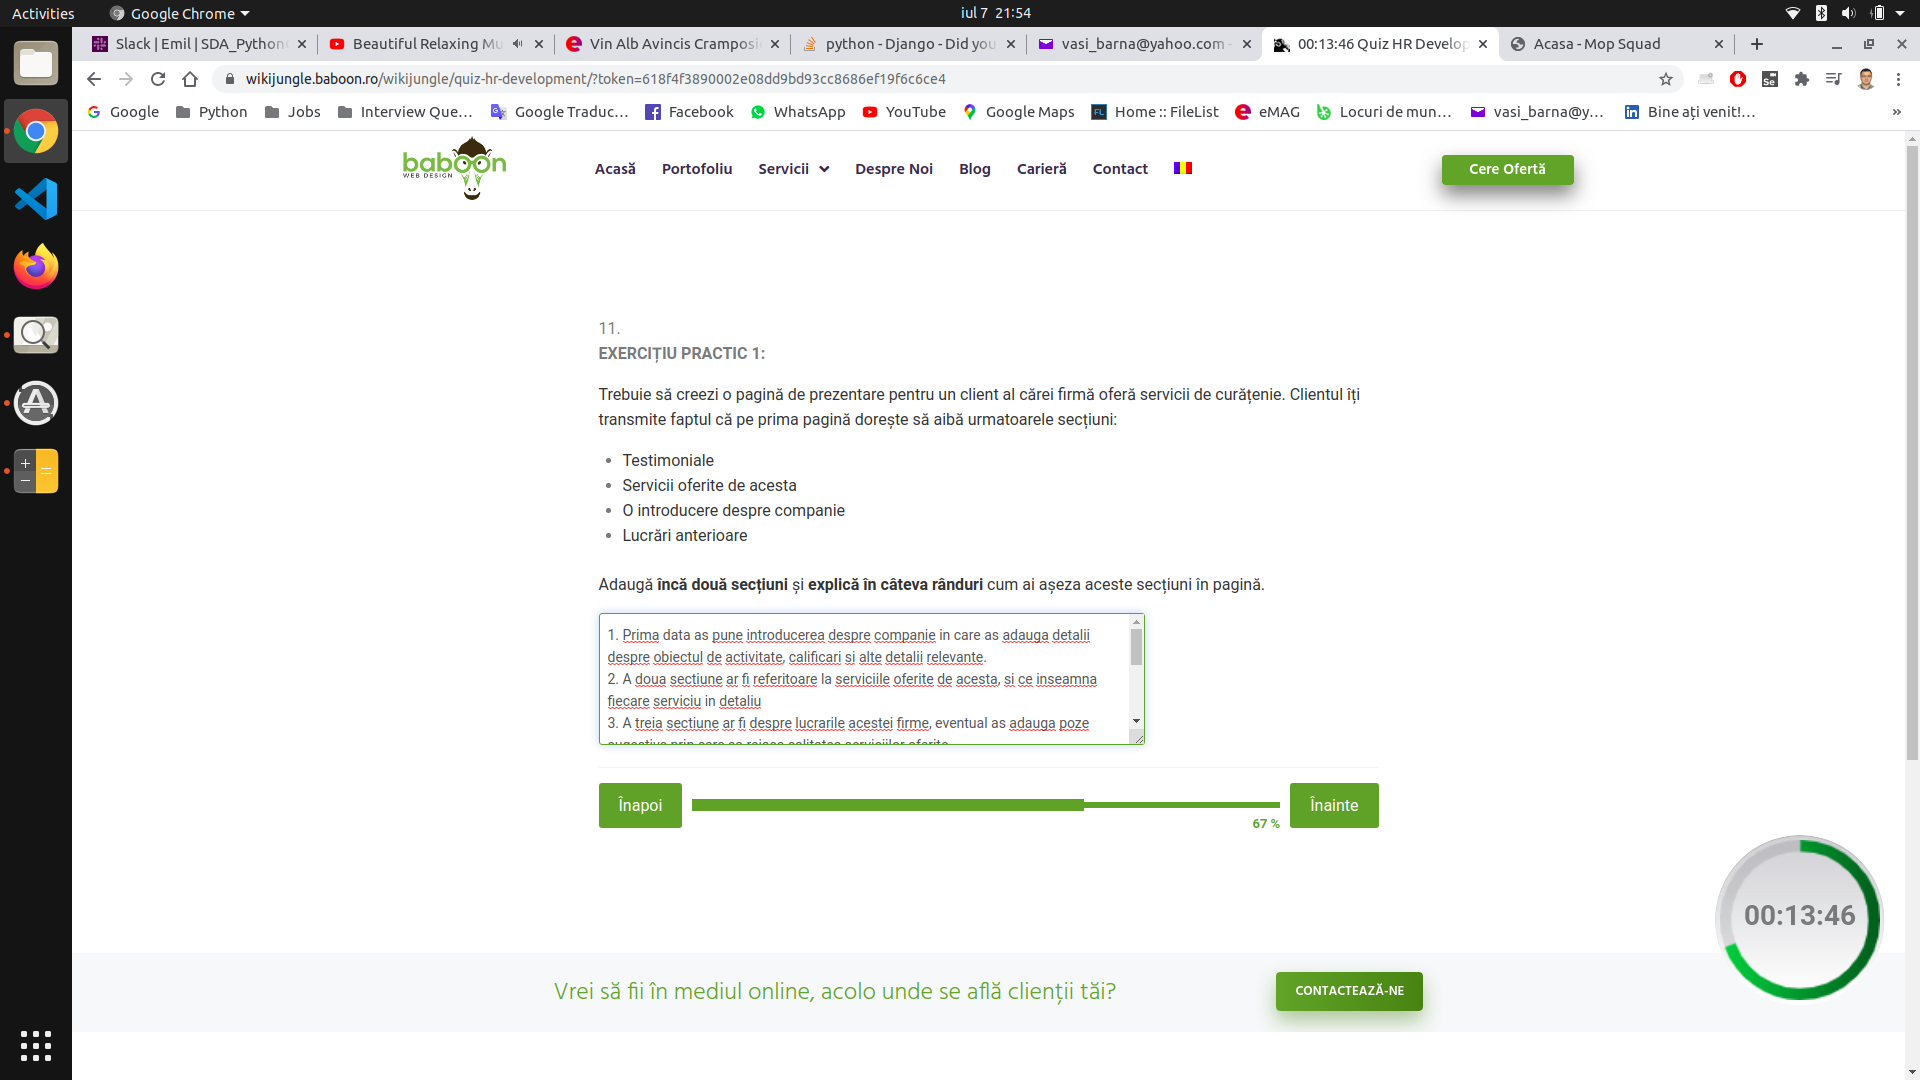 Activities
Google Chrome
iul 7 21:54
Slack | Emil | SDA_Python
Beautiful Relaxing Mu
Vin Alb Avincis Cramposi
python - Django - Did you
vasi_barna@yahoo.com -
00:13:46 Quiz HR Develop
Acasa - Mop Squad
wikijungle.baboon.ro/wikijungle/quiz-hr-development/?token=618f4f3890002e08dd9bd93cc8686ef19f6c6ce4
Google
Python
Jobs
Interview Que…
Google Traduc…
Facebook
WhatsApp
YouTube
Google Maps
Home :: FileList
eMAG
Locuri de mun…
vasi_barna@y…
Bine ați venit!…
»
baboon
WEB DESIGN
Acasă
Portofoliu
Servicii
Despre Noi
Blog
Carieră
Contact
Cere Ofertă
11.
EXERCIȚIU PRACTIC 1:
Trebuie să creezi o pagină de prezentare pentru un client al cărei firmă oferă servicii de curățenie. Clientul îți
transmite faptul că pe prima pagină dorește să aibă urmatoarele secțiuni:
Testimoniale
Servicii oferite de acesta
O introducere despre companie
Lucrări anterioare
Adaugă încă două secțiuni și explică în câteva rânduri cum ai așeza aceste secțiuni în pagină.
1. Prima data as pune introducerea despre companie in care as adauga detalii
despre obiectul de activitate, calificari si alte detalii relevante.
2. A doua sectiune ar fi referitoare la serviciile oferite de acesta, si ce inseamna
fiecare serviciu in detaliu
3. A treia sectiune ar fi despre lucrarile acestei firme, eventual as adauga poze
Înapoi
67 %
Înainte
00:13:46
Vrei să fii în mediul online, acolo unde se află clienții tăi?
CONTACTEAZĂ-NE